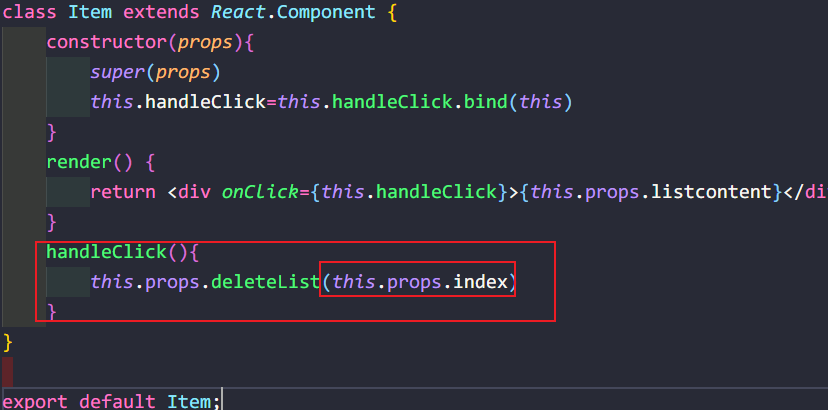 class Item extends React.Component {
    constructor(props){
        super(props)
        this.handleClick=this.handleClick.bind(this)
    }
    render() {
        return <div onClick={this.handleClick}>{this.props.listcontent}</di
    }
    handleClick(){
        this.props.deleteList(this.props.index)
    }
}
export default Item;